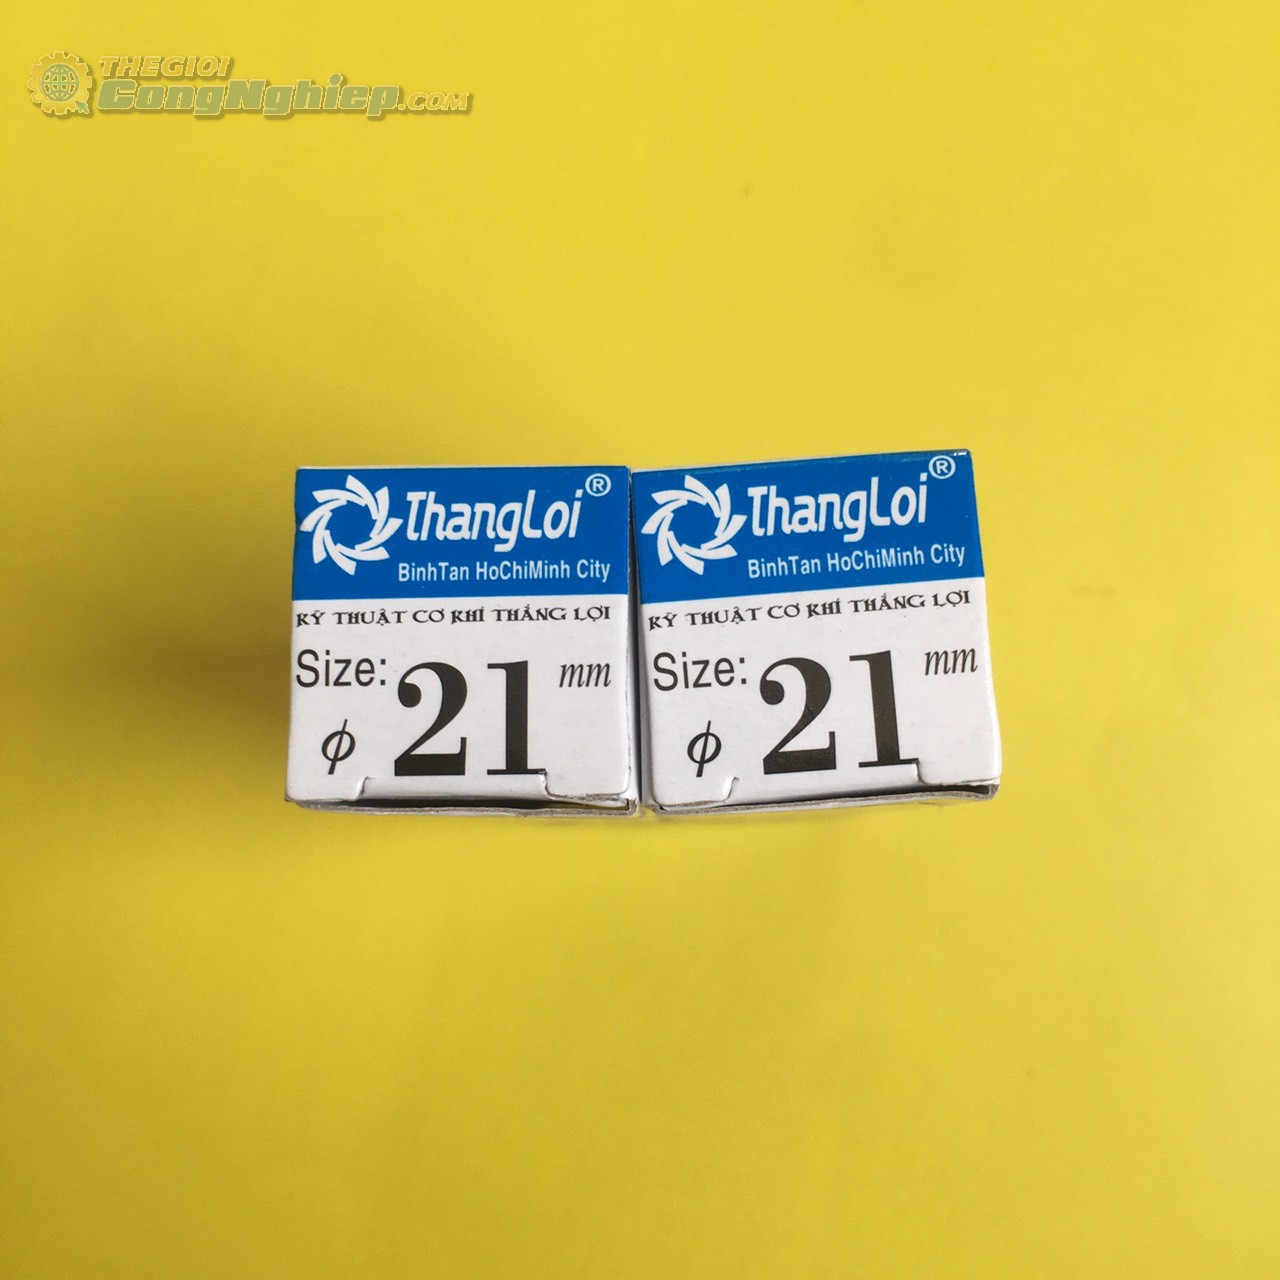 THEGIOI
CongNghiep.COM
ThangLoi®
BinhTan HoChiMinh City
KỸ THUẬT CƠ KHÍ THẮNG LỢI
Size: 21 mm
ϕ
ThangLoi®
BinhTan HoChiMinh City
KỸ THUẬT CƠ KHÍ THẮNG LỢI
Size: 21 mm
ϕ